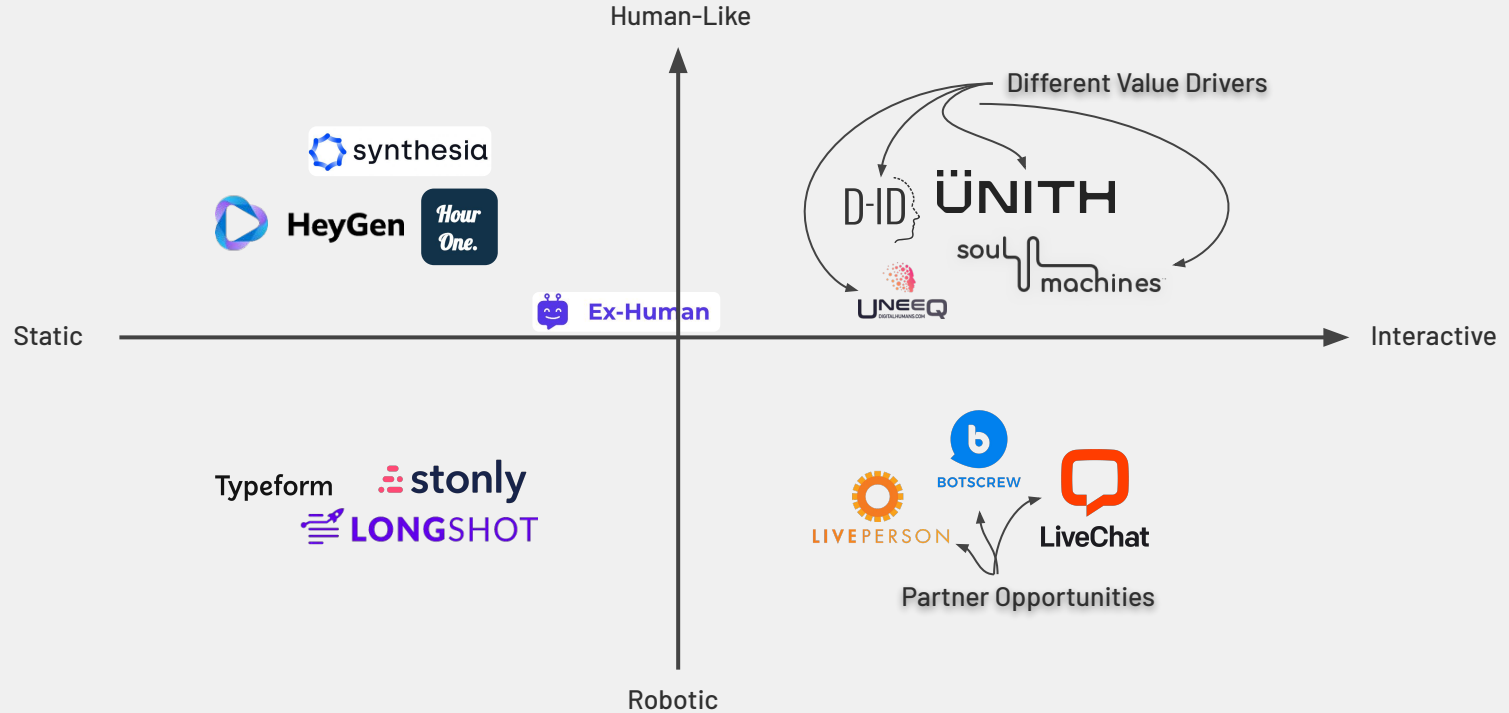 Human-Like
Different Value Drivers
synthesia
HeyGen
Hour
One.
D-ID
ÜNITH
soul
machines
UNEEQ
DIGITALHUMANS.COM
Ex-Human
Static
Interactive
Typeform
stonly
LONGSHOT
b
BOTSCREW
LIVEPERSON
LiveChat
Partner Opportunities
Robotic